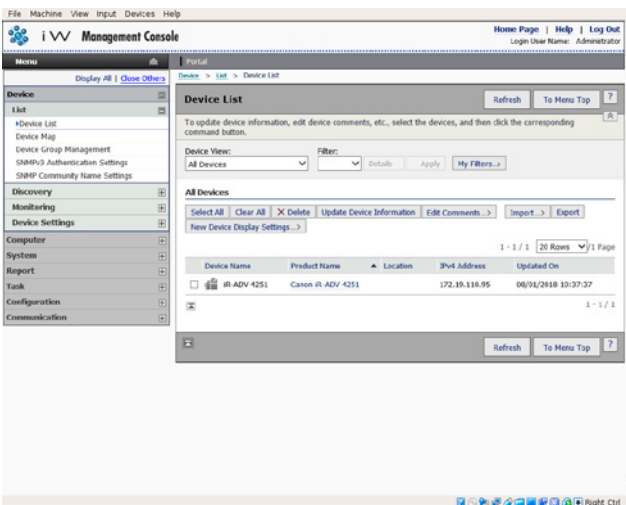 File Machine View Input Devices Help
iW Management Console
Home Page | Help | Log Out
Login User Name: Administrator
Menu
Portal
Display All | Close Others
Device > List > Device List
Device
List
Device List
Device Map
Device Group Management
SNMPv3 Authentication Settings
SNMP Community Name Settings
Discovery
Monitoring
Device Settings
Computer
System
Report
Task
Configuration
Communication
Device List
Refresh To Menu Top ?
To update device information, edit device comments, etc., select the devices, and then click the corresponding
command button.
Device View: Filter:
All Devices Details Apply My Filters...
All Devices
Select All Clear All X Delete Update Device Information Edit Comments...> Import...> Export
New Device Display Settings...>
1 - 1 / 1 20 Rows /1 Page
Device Name Product Name ▲ Location IPv4 Address Updated On
iR-ADV 4251 Canon iR-ADV 4251 172.19.110.95 08/01/2018 10:37:37
1 - 1 / 1
Refresh To Menu Top ?
Right Ctrl